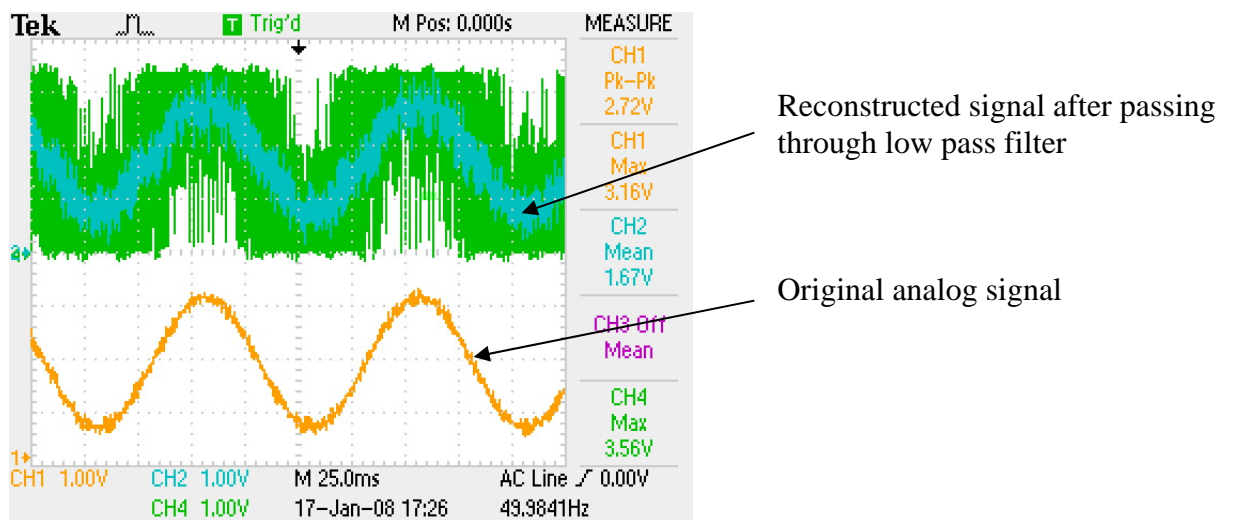 Tek T Trig'd M Pos: 0.000s MEASURE
CH1
Pk-Pk
2.72V
CH1
Max
3.16V
CH2
Mean
1.67V
CH3 Off
Mean
CH4
Max
3.56V
2
1
CH1 1.00V CH2 1.00V M 25.0ms AC Line 0.00V
CH4 1.00V 17-Jan-08 17:26 49.9841Hz
Reconstructed signal after passing
through low pass filter
Original analog signal